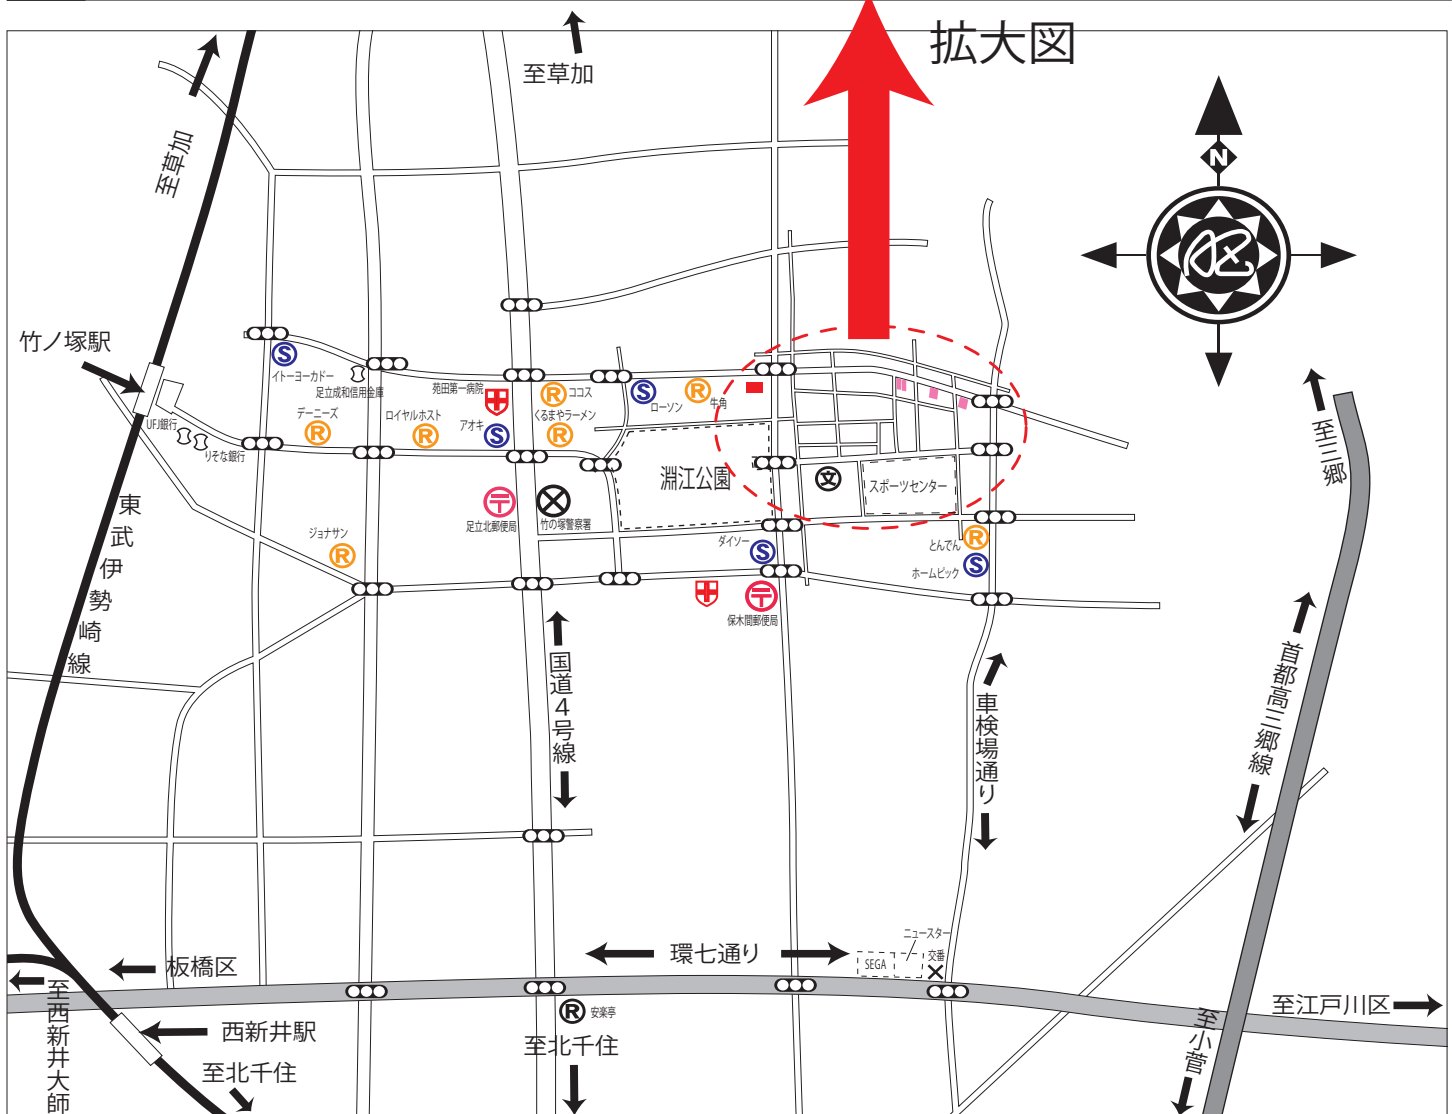 拡大図
至草加
至草加
N
竹ノ塚駅
イトーヨーカドー
足立成和信用金庫
苑田第一病院
ココス
ローソン
牛角
UFJ銀行
りそな銀行
デーニーズ
ロイヤルホスト
アオキ
くるまやラーメン
淵江公園
文
スポーツセンター
至三郷
足立北郵便局
竹の塚警察署
東武伊勢崎線
ジョナサン
ダイソー
とんでん
ホームピック
保木間郵便局
国道4号線
車検場通り
首都高三郷線
環七通り
ニュースター
SEGA
交番
板橋区
至西新井大師
西新井駅
至北千住
安楽亭
至北千住
至江戸川区
至小菅
S
R
R
S
R
R
S
R
R
S
R
S
R
R